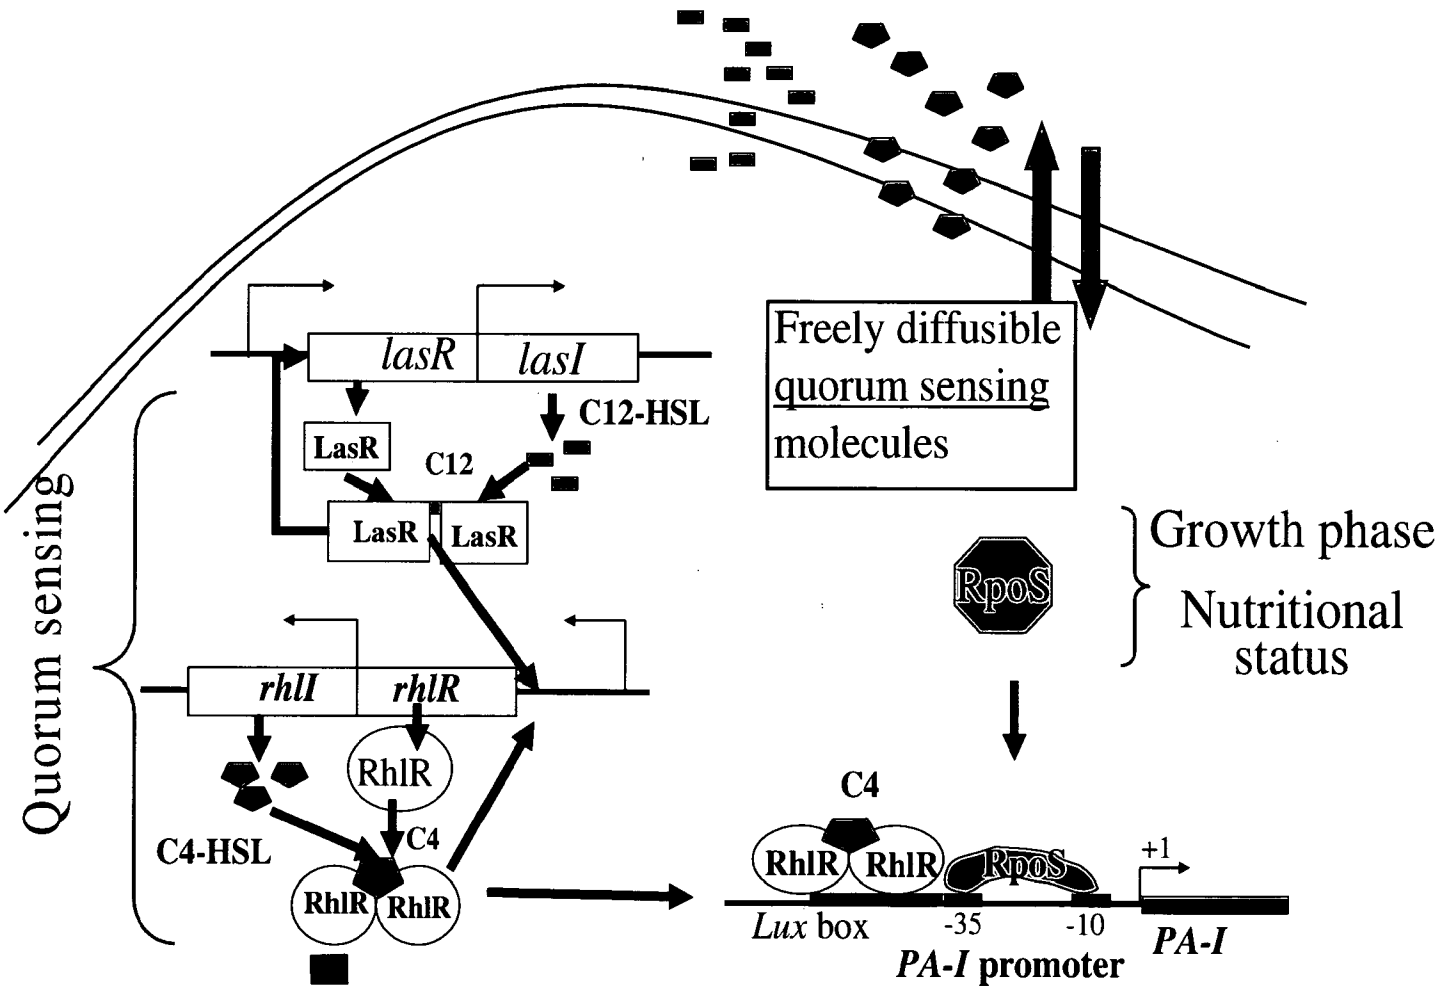 lasR
lasI
Freely diffusible
quorum sensing
molecules
C12-HSL
LasR
C12
LasR
LasR
Quorum sensing
RpoS
Growth phase
Nutritional
status
rhlI
rhlR
RhlR
C4-HSL
C4
RhlR
RhlR
C4
RhlR
RhlR
RpoS
+1
Lux box
-35
-10
PA-I
PA-I promoter